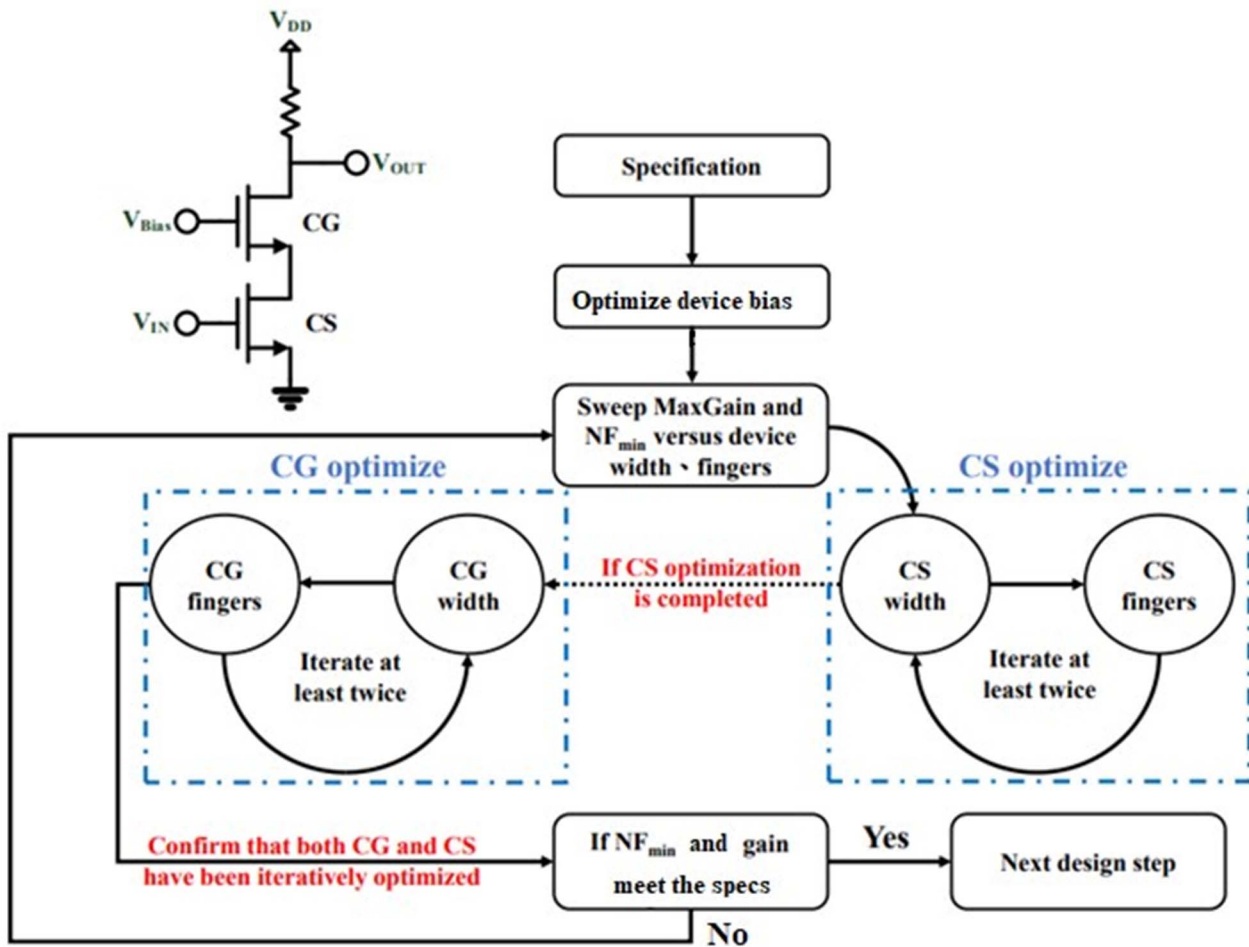 VDD
VOUT
VBias
CG
VIN
CS
Specification
Optimize device bias
Sweep MaxGain and
NFmin versus device
width、fingers
CG optimize
CS optimize
CG
fingers
CG
width
Iterate at
least twice
If CS optimization
is completed
CS
width
CS
fingers
Iterate at
least twice
Confirm that both CG and CS
have been iteratively optimized
If NFmin and gain
meet the specs
Yes
Next design step
No